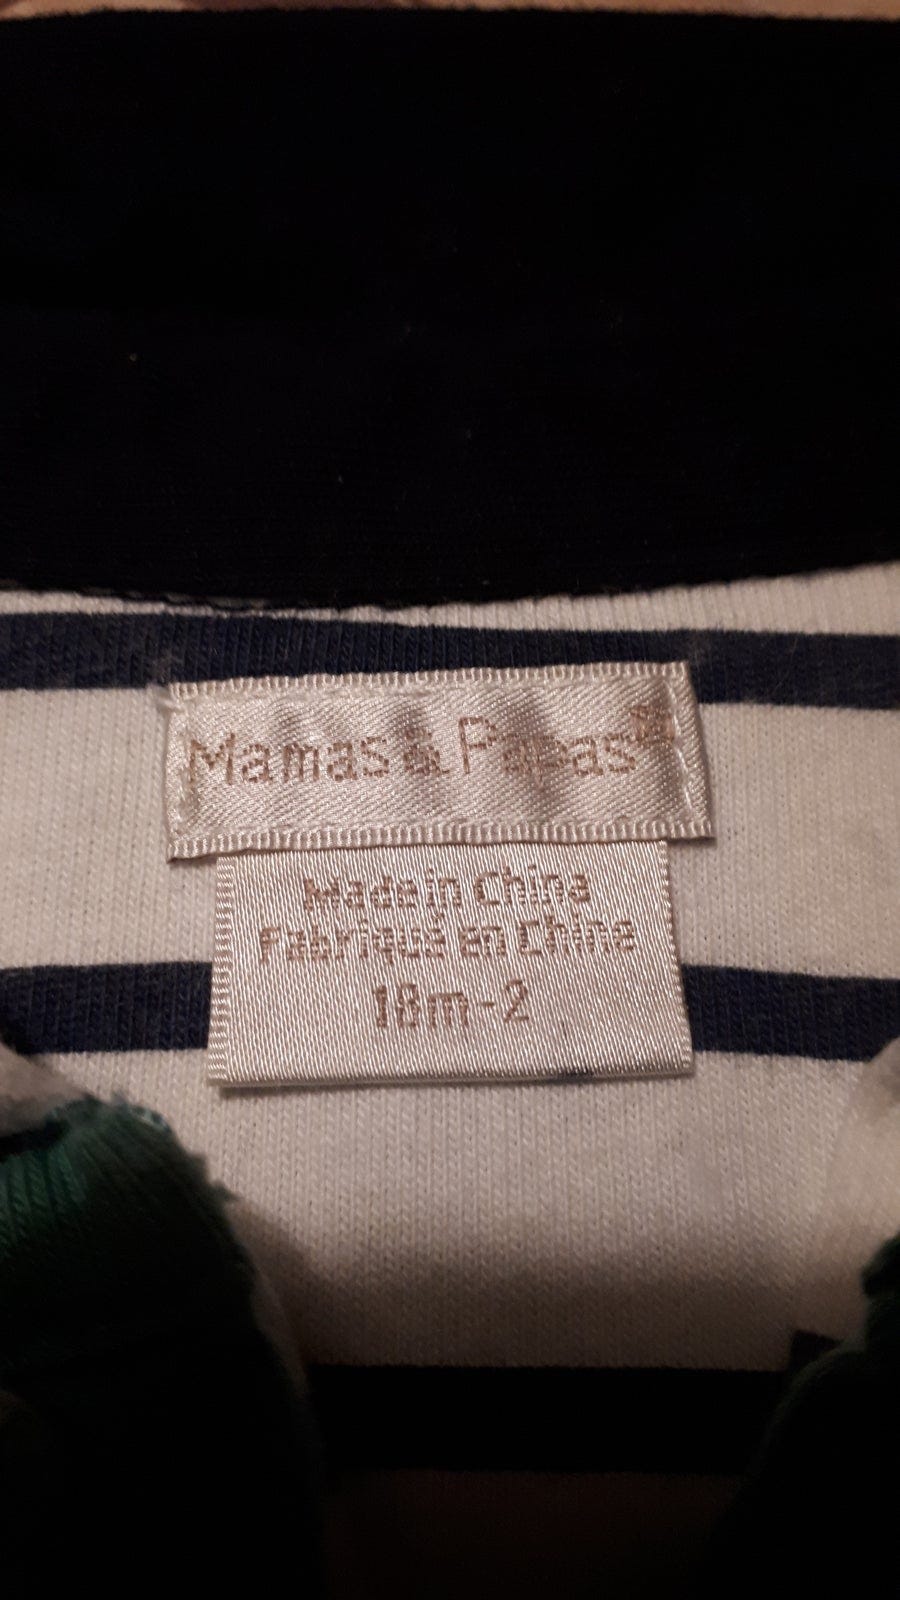 Mamas & Papas
Made in China
Fabriqué en Chine
18m-2